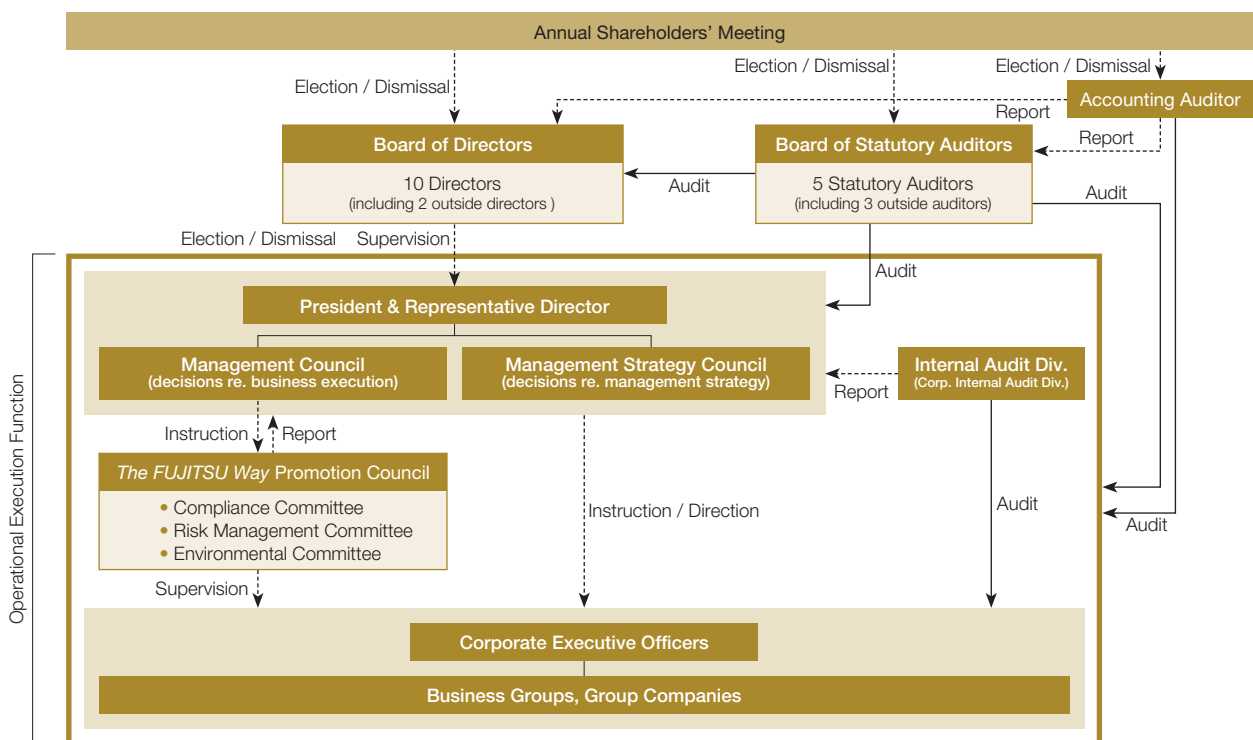 Annual Shareholders' Meeting
Election / Dismissal
Election / Dismissal
Election / Dismissal
Accounting Auditor
Report
Report
Board of Directors
10 Directors
(including 2 outside directors )
Audit
Board of Statutory Auditors
5 Statutory Auditors
(including 3 outside auditors)
Audit
Election / Dismissal
Supervision
Audit
Operational Execution Function
President & Representative Director
Management Council
(decisions re. business execution)
Management Strategy Council
(decisions re. management strategy)
Report
Internal Audit Div.
(Corp. Internal Audit Div.)
Instruction
Report
The FUJITSU Way Promotion Council
• Compliance Committee
• Risk Management Committee
• Environmental Committee
Instruction / Direction
Audit
Audit
Supervision
Corporate Executive Officers
Business Groups, Group Companies